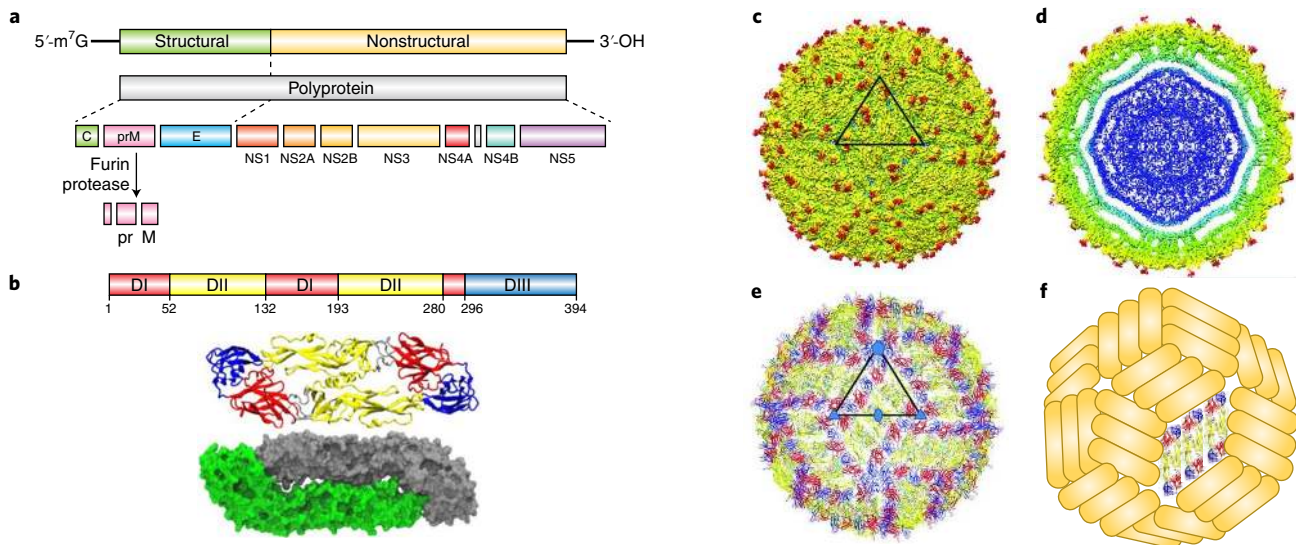 a
5′-m⁷G Structural Nonstructural 3′-OH
Polyprotein
C prM E
NS1 NS2A NS2B NS3 NS4A NS4B NS5
Furin
protease
pr M
b
DI DII DI DII DIII
1 52 132 193 280 296 394
c
d
e
f